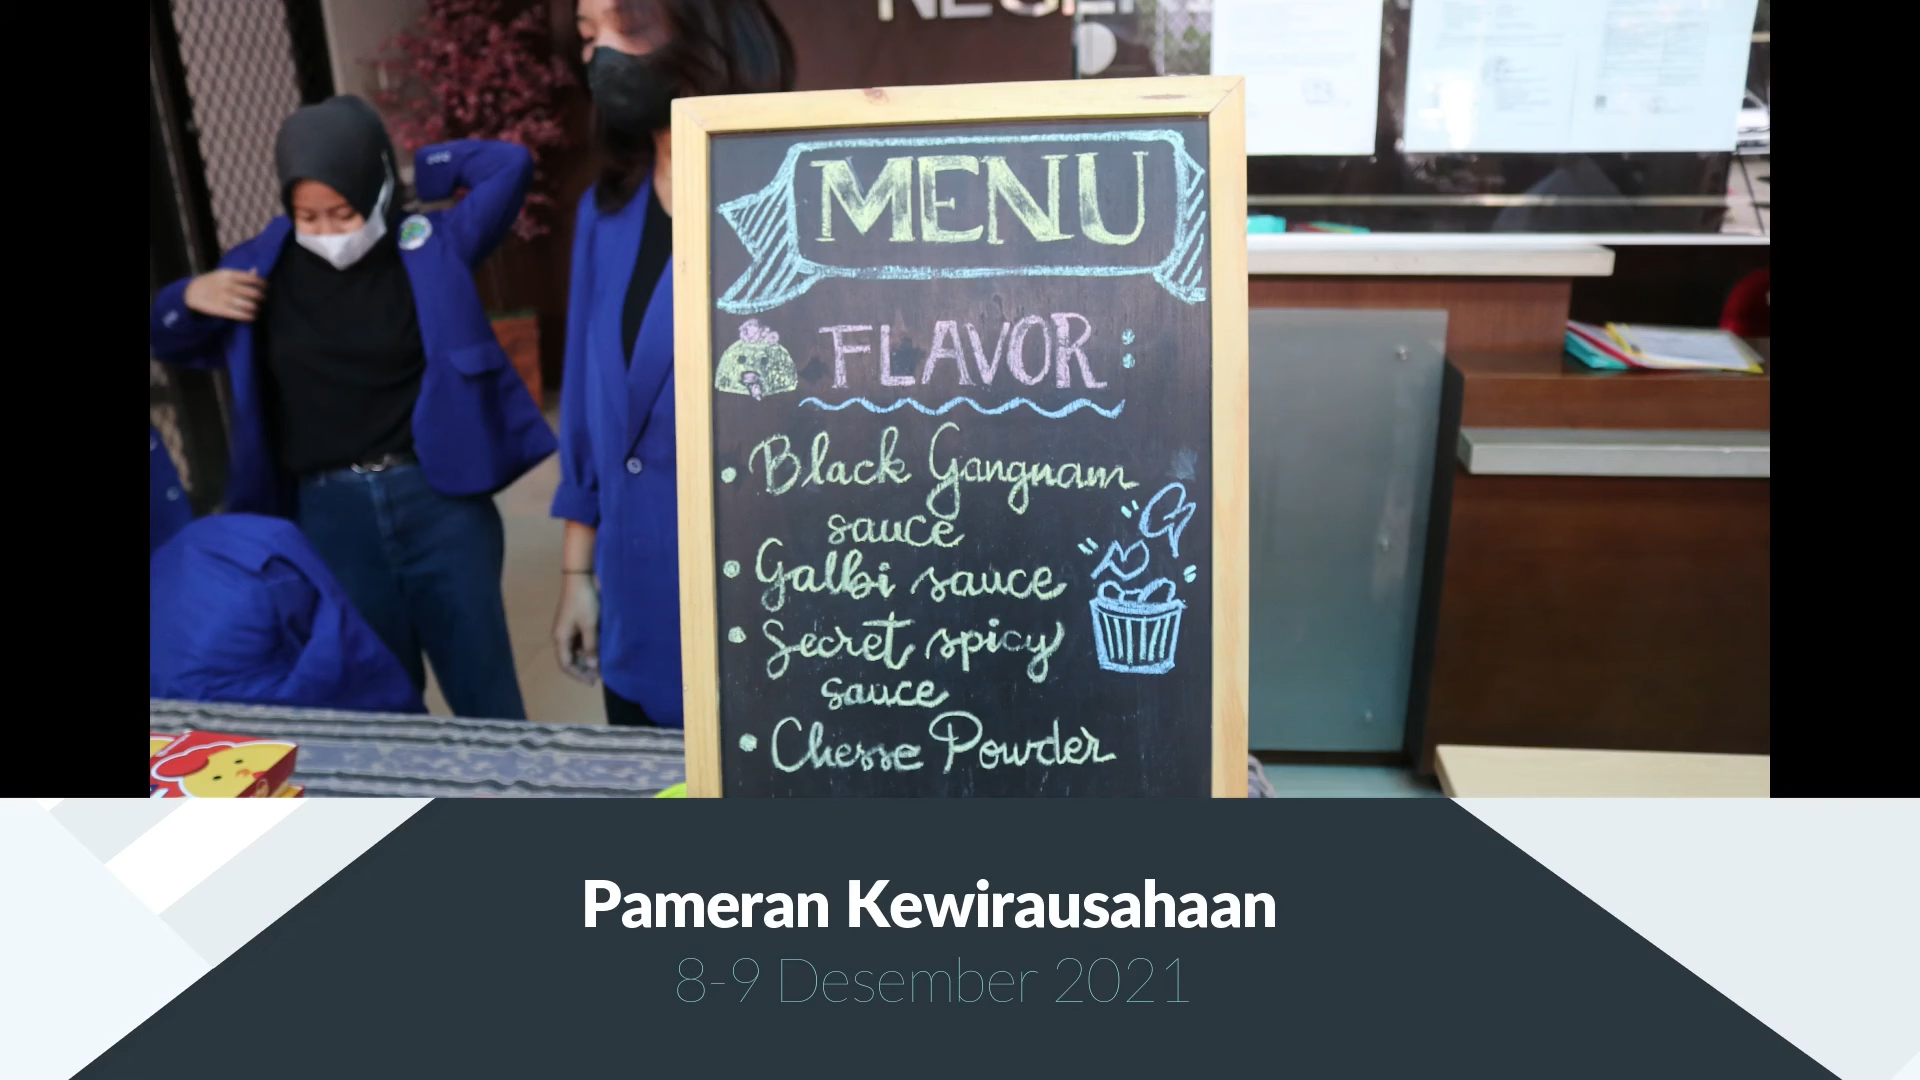 MENU
FLAVOR :
• Black Gangnam
sauce
• Galbi sauce
• Secret spicy
sauce
• Chesse Powder
Pameran Kewirausahaan
8-9 Desember 2021